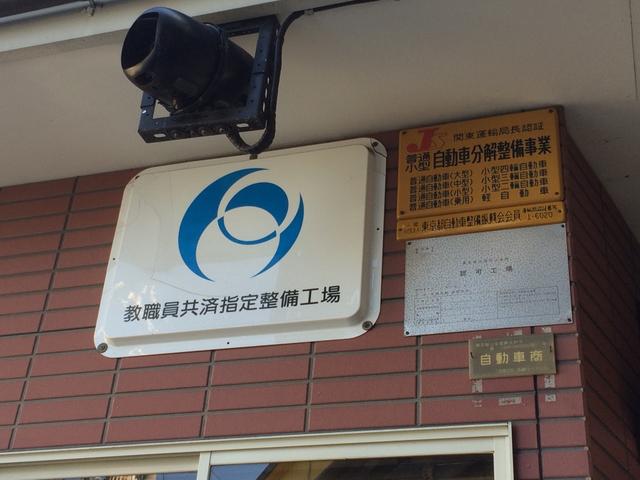 教職員共済指定整備工場
関東運輸局長認証
普通
小型
自動車分解整備事業
普通自動車(大型) 小型四輪自動車
普通自動車(中型) 小型三輪自動車
普通自動車(小型) 小型二輪自動車
普通自動車(乗用) 軽自動車
東京都自動車整備振興会会員
1-6020
認可工場
自動車商